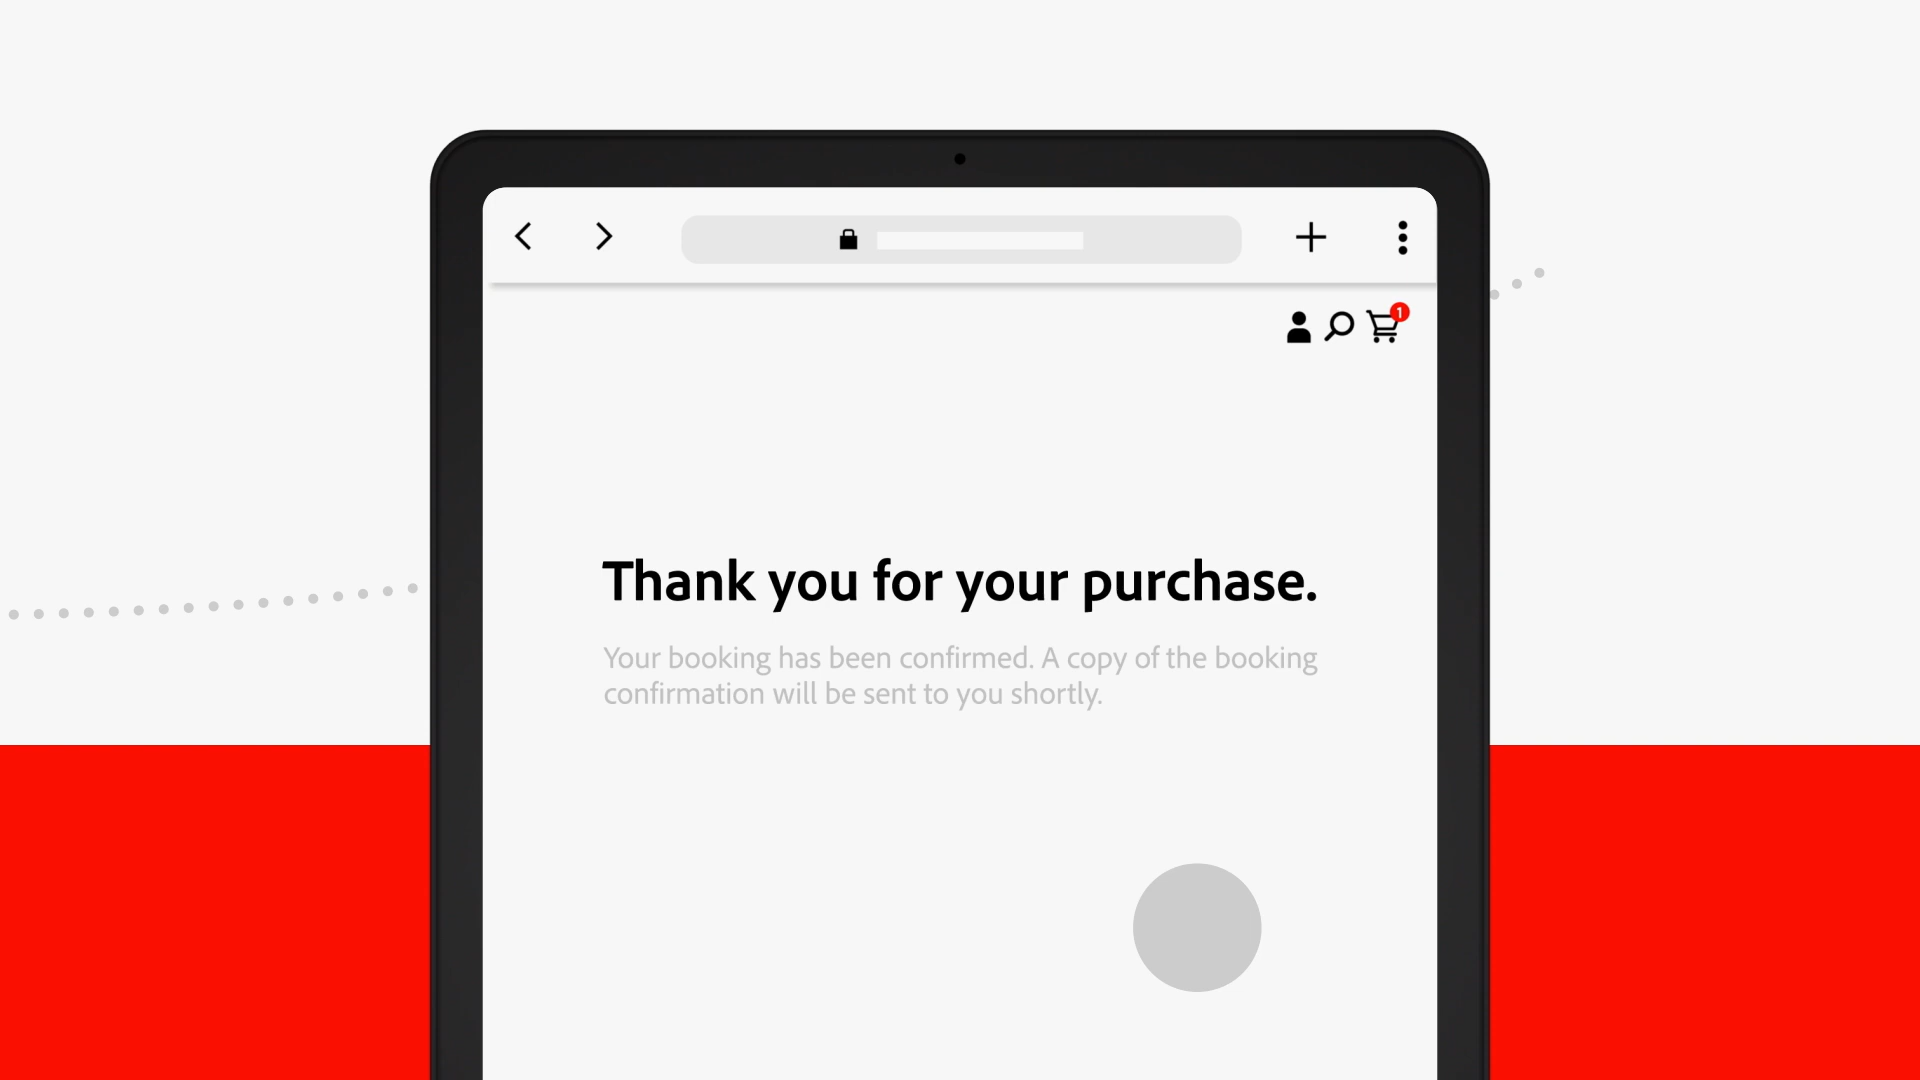 1
Thank you for your purchase.
Your booking has been confirmed. A copy of the booking
confirmation will be sent to you shortly.